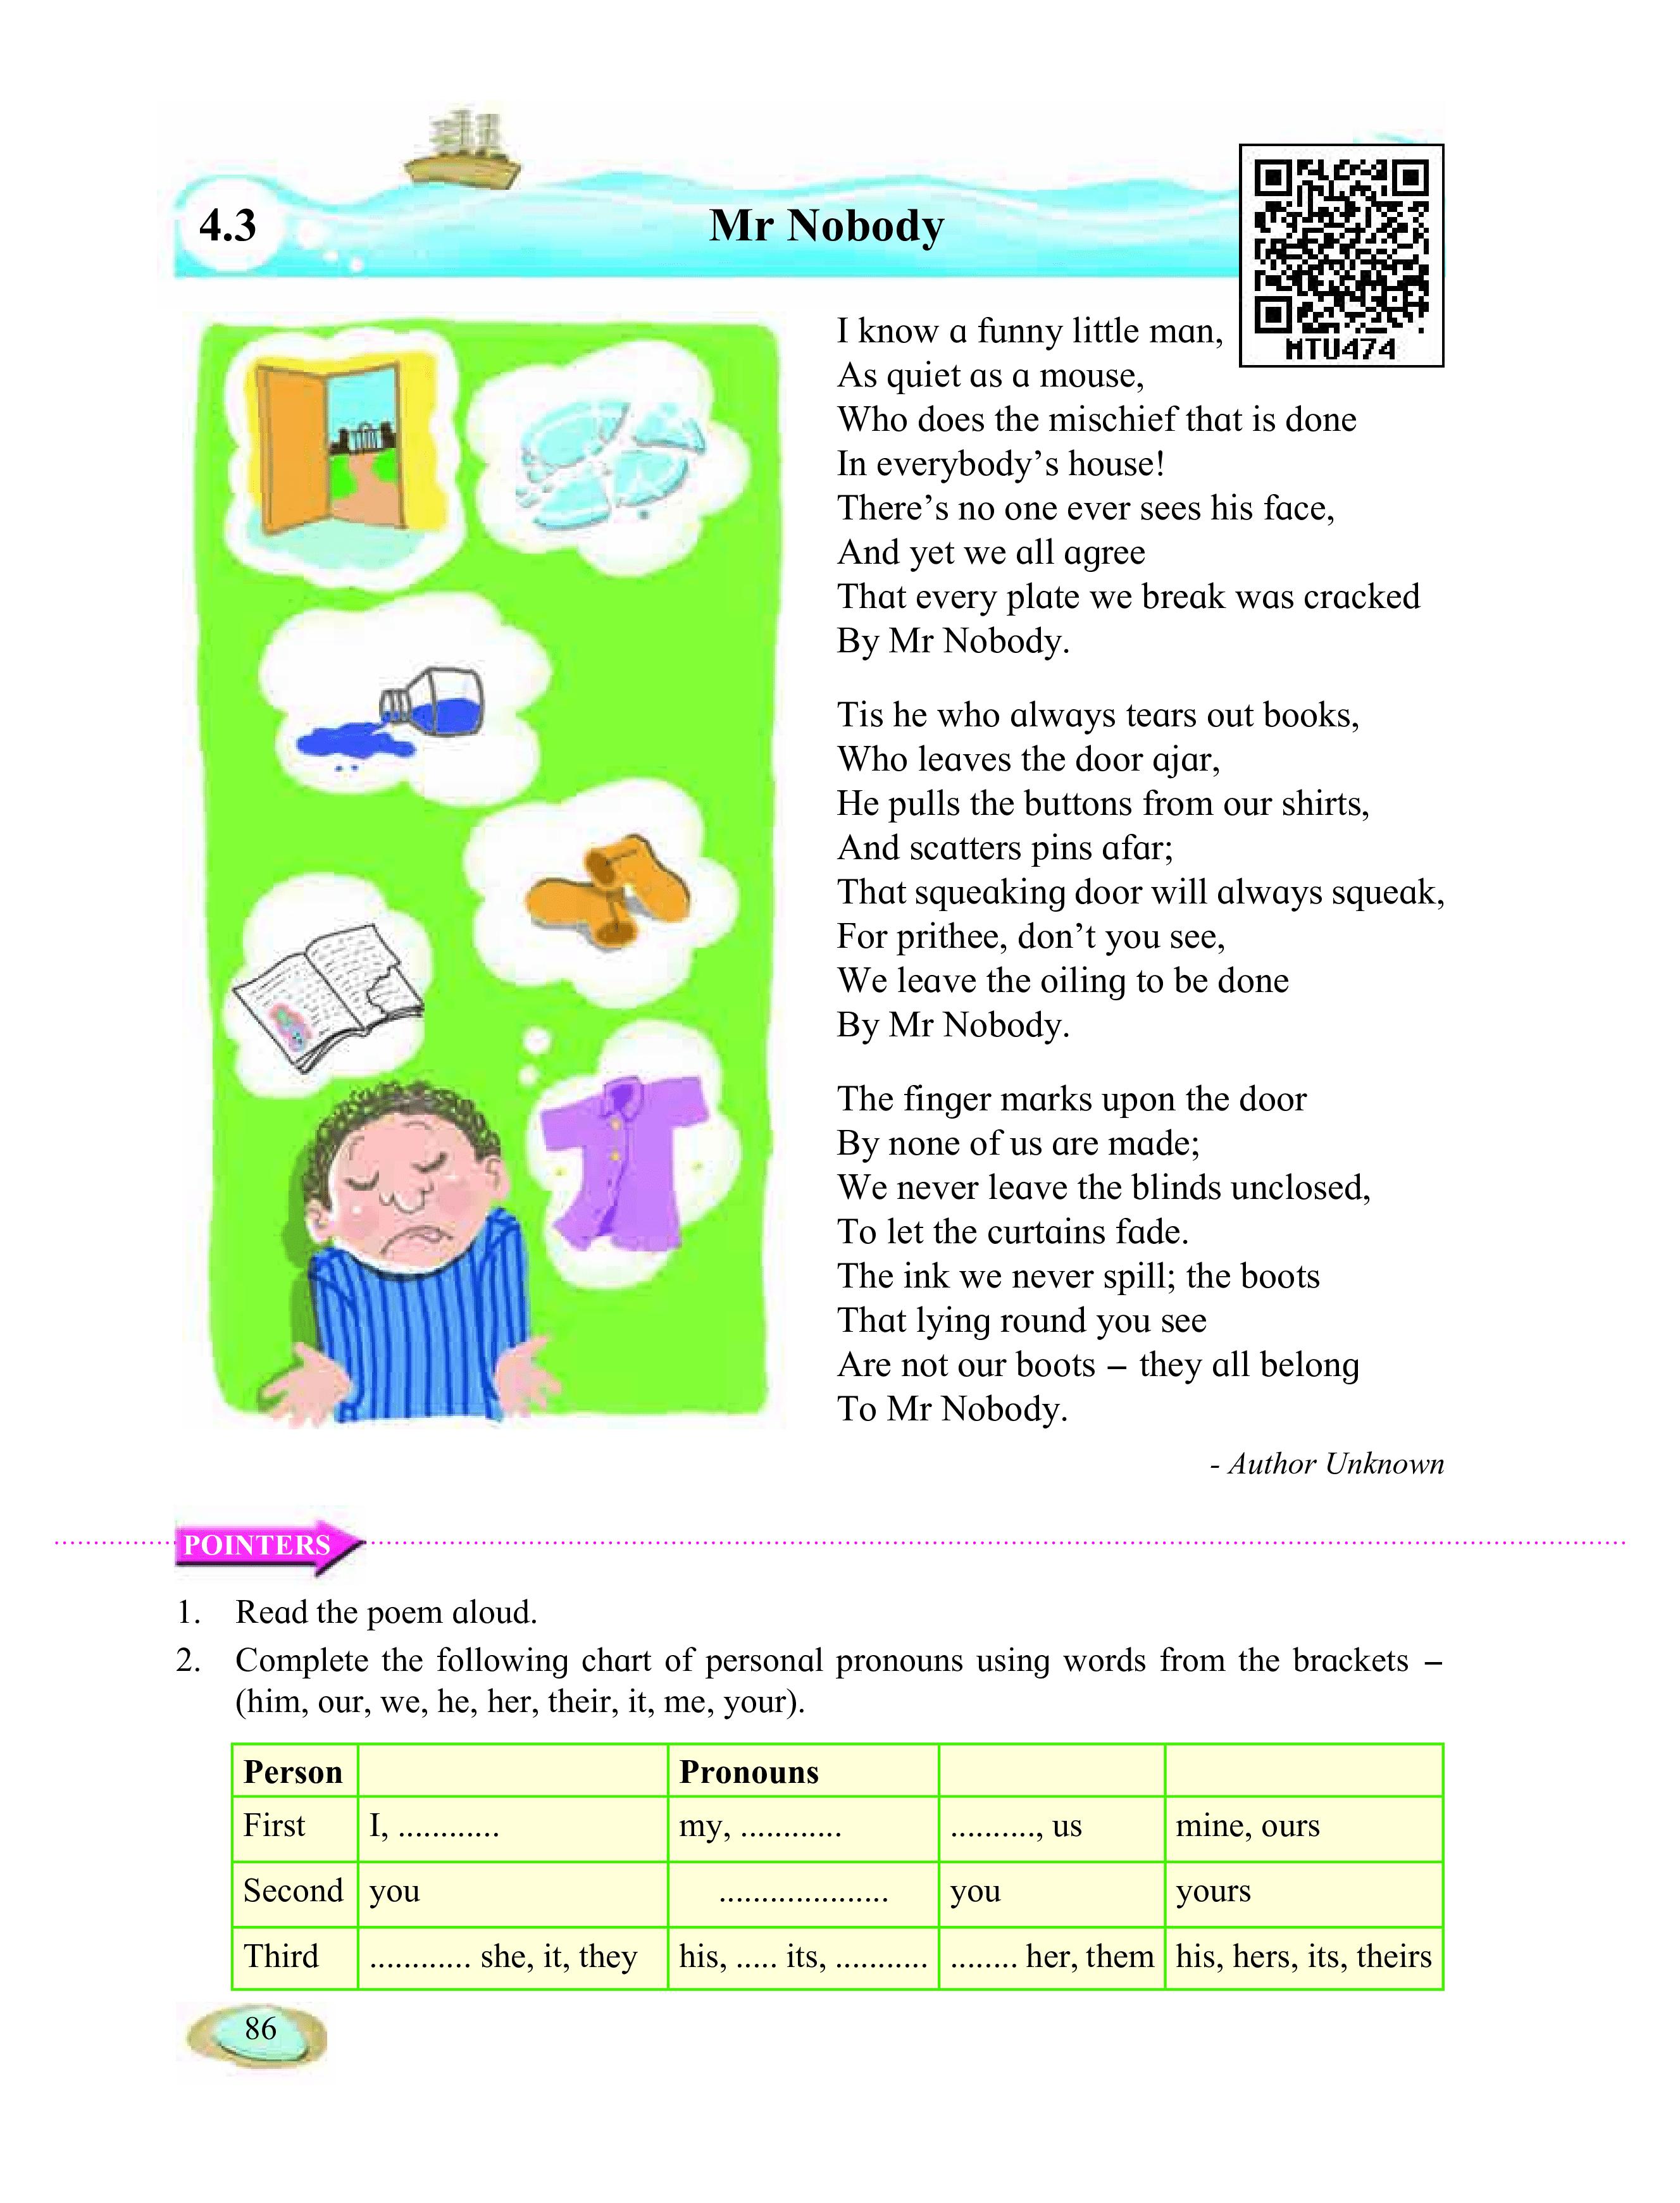 4.3
Mr Nobody
MTU474
I know a funny little man,
As quiet as a mouse,
Who does the mischief that is done
In everybody’s house!
There’s no one ever sees his face,
And yet we all agree
That every plate we break was cracked
By Mr Nobody.
Tis he who always tears out books,
Who leaves the door ajar,
He pulls the buttons from our shirts,
And scatters pins afar;
That squeaking door will always squeak,
For prithee, don’t you see,
We leave the oiling to be done
By Mr Nobody.
The finger marks upon the door
By none of us are made;
We never leave the blinds unclosed,
To let the curtains fade.
The ink we never spill; the boots
That lying round you see
Are not our boots – they all belong
To Mr Nobody.
- Author Unknown
POINTERS
1. Read the poem aloud.
2. Complete the following chart of personal pronouns using words from the brackets –
(him, our, we, he, her, their, it, me, your).
Person Pronouns
First I, ............ my, ............ .........., us mine, ours
Second you .................... you yours
Third ............ she, it, they his, ..... its, ........... ........ her, them his, hers, its, theirs
86